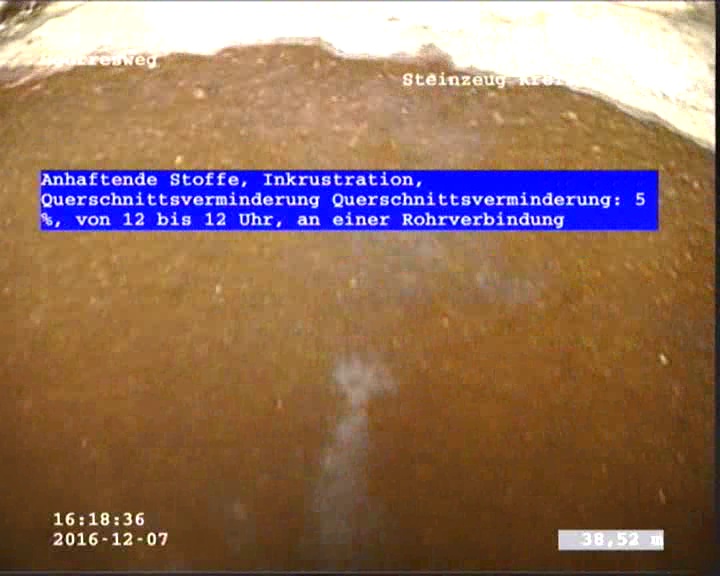 Steinzeug
Anhaftende Stoffe, Inkrustration,
Querschnittsverminderung Querschnittsverminderung: 5
%, von 12 bis 12 Uhr, an einer Rohrverbindung
16:18:36
2016-12-07
38,52 m